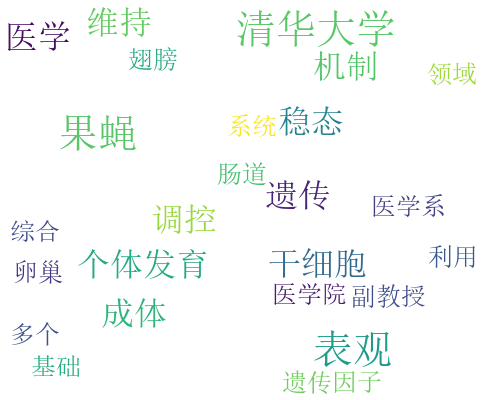 清华大学
维持
医学
翅膀
机制
领域
果蝇
系统
稳态
肠道
遗传
医学系
调控
综合
个体发育
干细胞
利用
卵巢
医学院
副教授
成体
多个
表观
基础
遗传因子